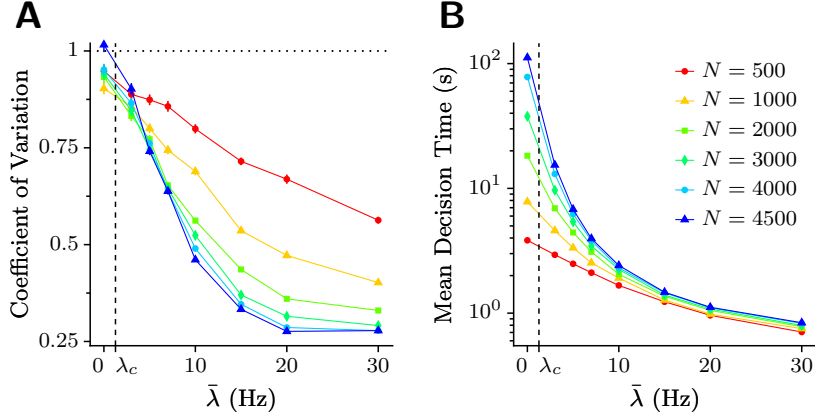 A
B
Coefficient of Variation
1
0.75
0.5
0.25
0
λc
10
20
30
λ̄ (Hz)
Mean Decision Time (s)
10²
10¹
10⁰
0
λc
10
20
30
λ̄ (Hz)
N = 500
N = 1000
N = 2000
N = 3000
N = 4000
N = 4500